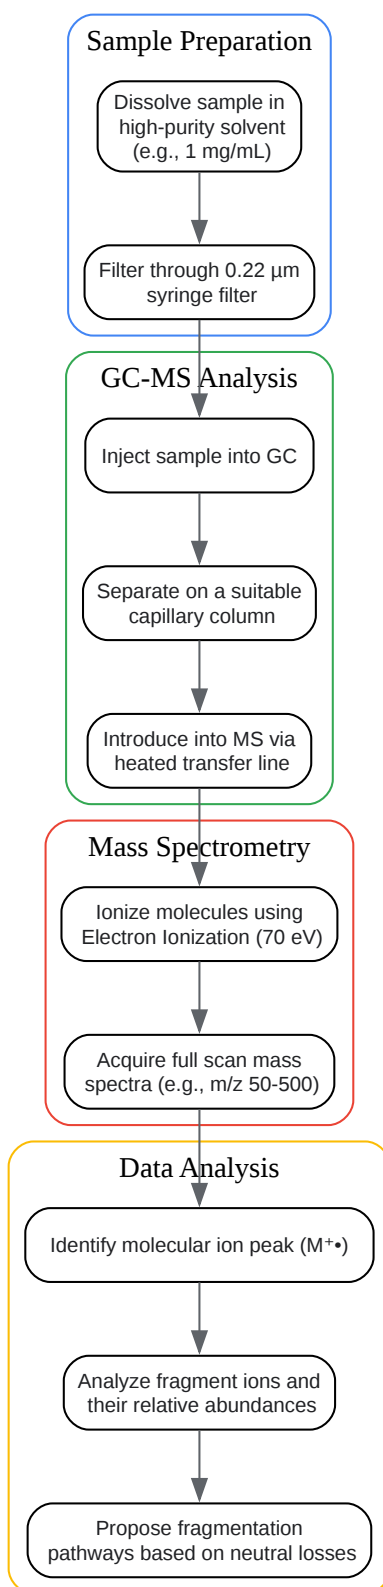 Sample Preparation
Dissolve sample in
high-purity solvent
(e.g., 1 mg/mL)
Filter through 0.22 µm
syringe filter
GC-MS Analysis
Inject sample into GC
Separate on a suitable
capillary column
Introduce into MS via
heated transfer line
Mass Spectrometry
Ionize molecules using
Electron Ionization (70 eV)
Acquire full scan mass
spectra (e.g., m/z 50-500)
Data Analysis
Identify molecular ion peak (M⁺•)
Analyze fragment ions and
their relative abundances
Propose fragmentation
pathways based on neutral losses